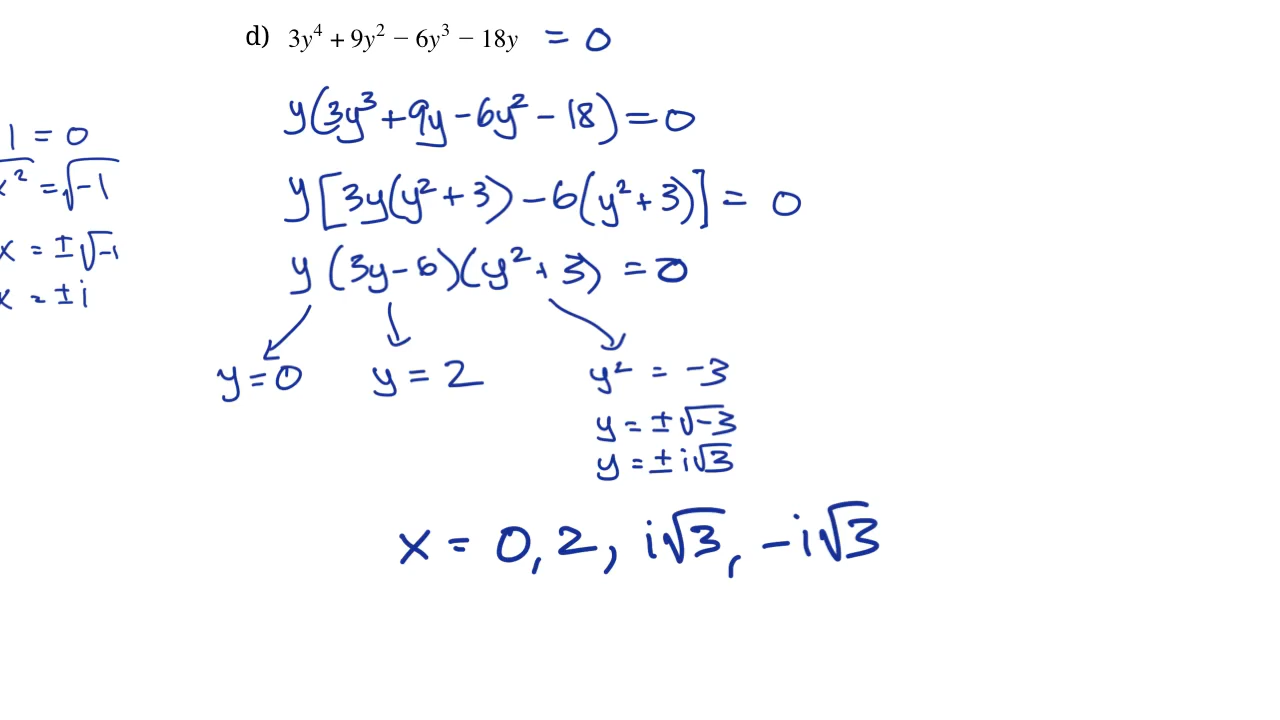 d) 3y⁴ + 9y² − 6y³ − 18y = 0
y(3y³ + 9y − 6y² − 18) = 0
1 = 0
y[3y(y² + 3) − 6(y² + 3)] = 0
x² = √−1
y(3y − 6)(y² + 3) = 0
x = ±√−1
x = ±i
y = 0 y = 2 y² = −3
y = ±√−3
y = ±i√3
x = 0, 2, i√3, −i√3